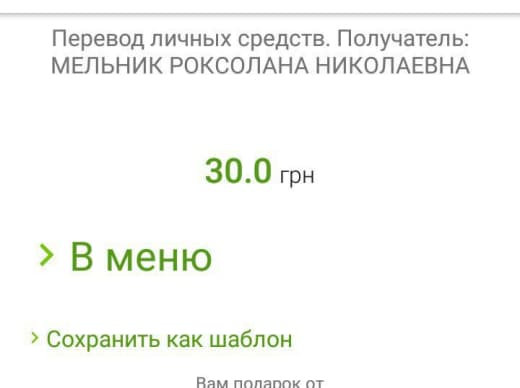 Перевод личных средств. Получатель:
МЕЛЬНИК РОКСОЛАНА НИКОЛАЕВНА
30.0 грн
В меню
Сохранить как шаблон
Вам подарок от